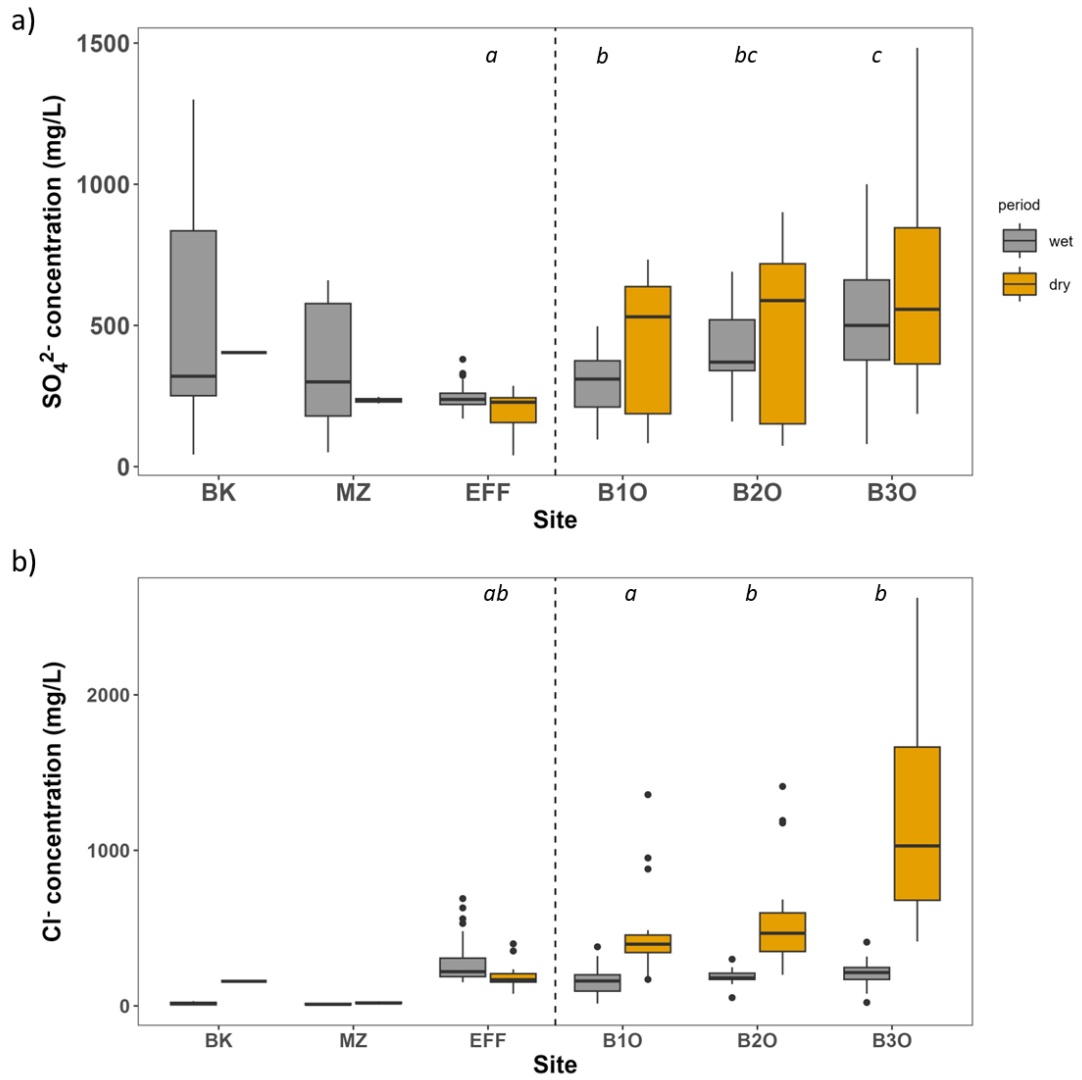 a)
SO₄²⁻ concentration (mg/L)
1500
1000
500
0
a b bc c
BK MZ EFF B1O B2O B3O
Site
period
wet
dry
b)
Cl⁻ concentration (mg/L)
2000
1000
0
ab a b b
BK MZ EFF B1O B2O B3O
Site